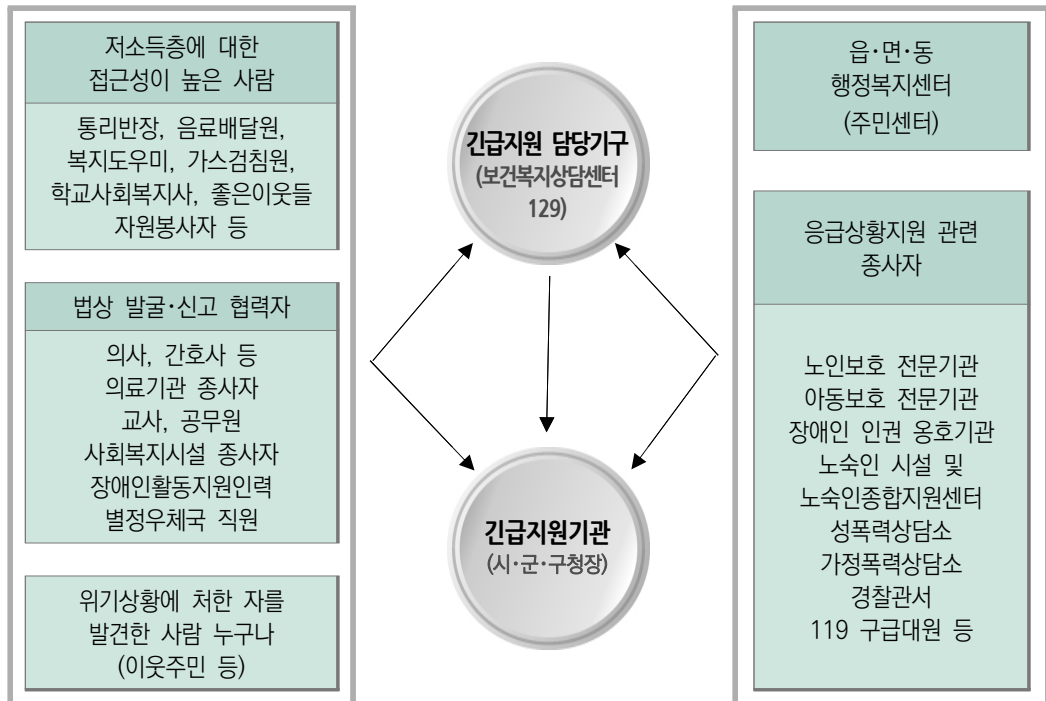 저소득층에 대한
접근성이 높은 사람
통리반장, 음료배달원,
복지도우미, 가스검침원,
학교사회복지사, 좋은이웃들
자원봉사자 등
법상 발굴·신고 협력자
의사, 간호사 등
의료기관 종사자
교사, 공무원
사회복지시설 종사자
장애인활동지원인력
별정우체국 직원
위기상황에 처한 자를
발견한 사람 누구나
(이웃주민 등)
긴급지원 담당기구
(보건복지상담센터
129)
긴급지원기관
(시·군·구청장)
읍·면·동
행정복지센터
(주민센터)
응급상황지원 관련
종사자
노인보호 전문기관
아동보호 전문기관
장애인 인권 옹호기관
노숙인 시설 및
노숙인종합지원센터
성폭력상담소
가정폭력상담소
경찰관서
119 구급대원 등